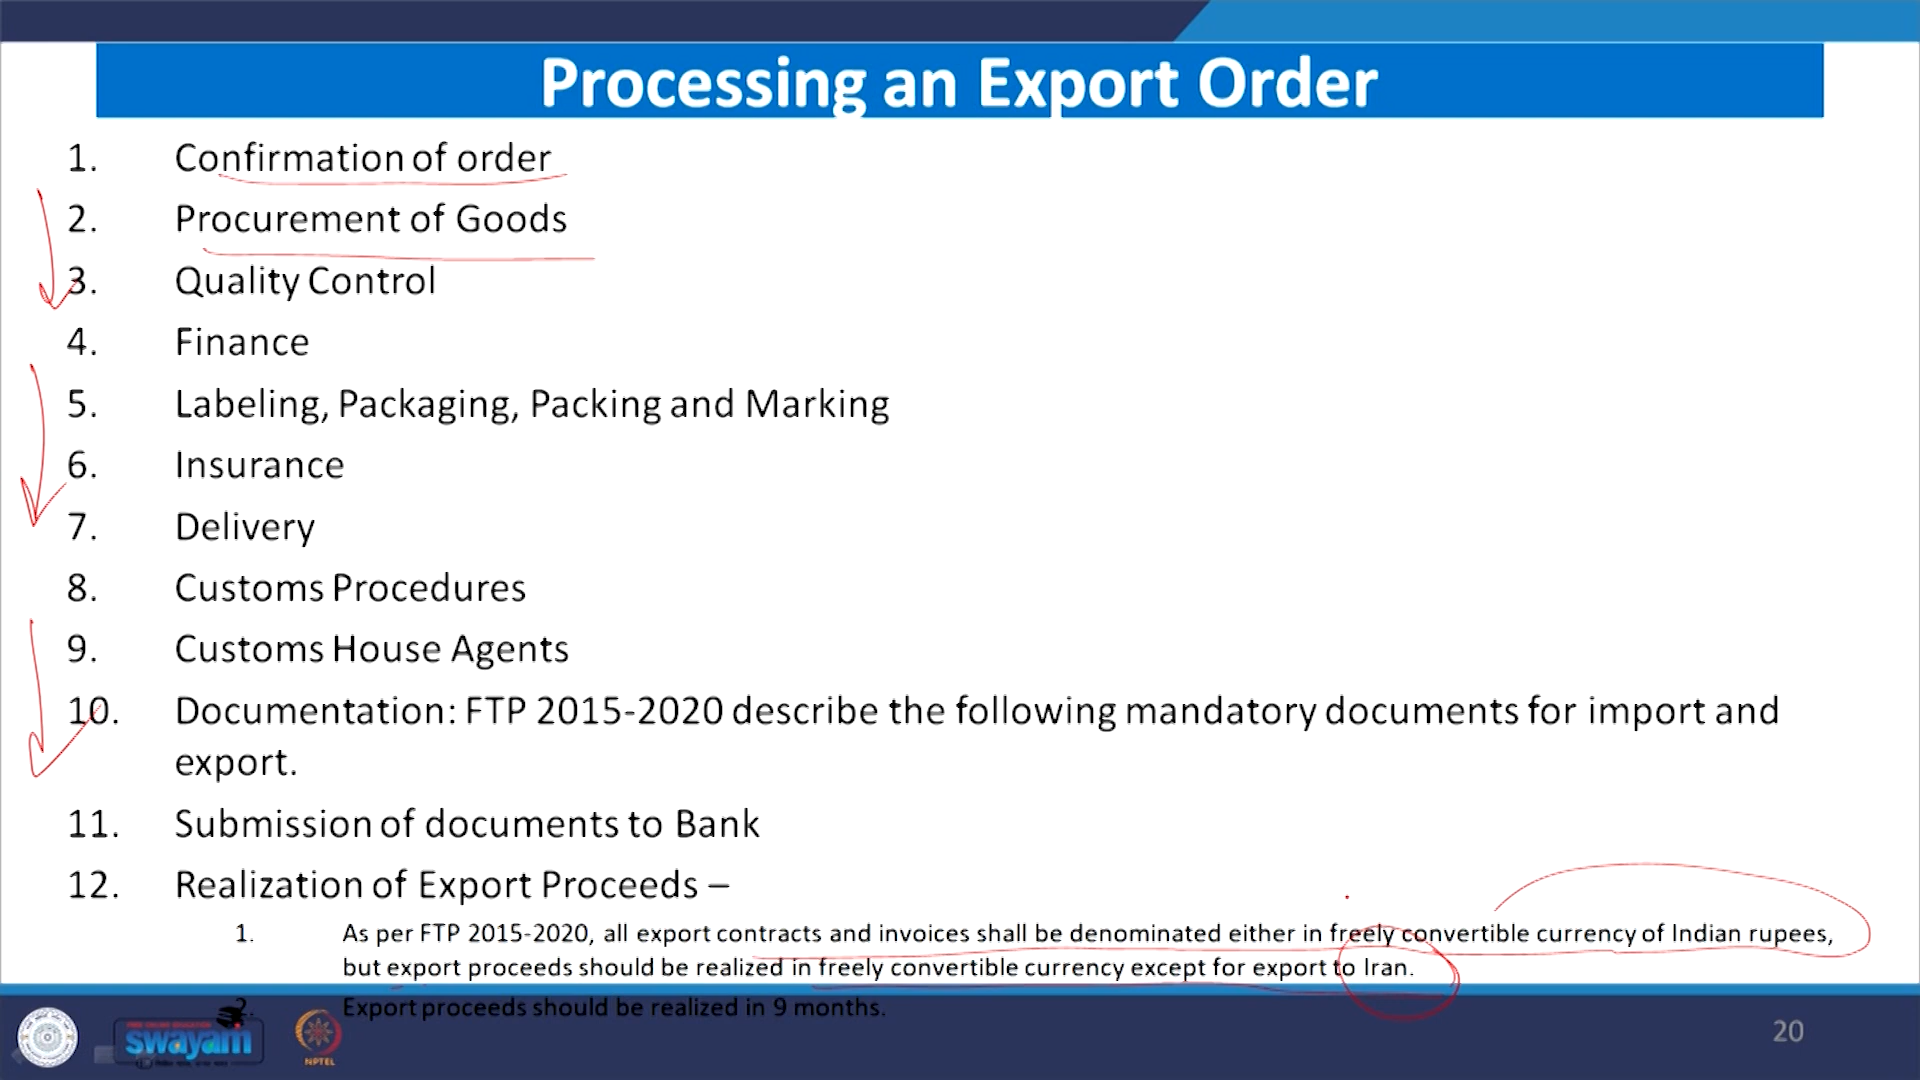 Processing an Export Order
1. Confirmation of order
2. Procurement of Goods
3. Quality Control
4. Finance
5. Labeling, Packaging, Packing and Marking
6. Insurance
7. Delivery
8. Customs Procedures
9. Customs House Agents
10. Documentation: FTP 2015-2020 describe the following mandatory documents for import and
export.
11. Submission of documents to Bank
12. Realization of Export Proceeds –
1. As per FTP 2015-2020, all export contracts and invoices shall be denominated either in freely convertible currency of Indian rupees,
but export proceeds should be realized in freely convertible currency except for export to Iran.
2. Export proceeds should be realized in 9 months.
swayam
NPTEL
20